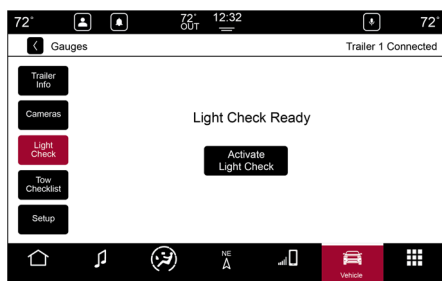 72° 72° 12:32 72°
OUT
Gauges Trailer 1 Connected
Trailer
Info
Cameras
Light Check Ready
Light
Check
Activate
Light Check
Tow
Checklist
Setup
NE
Vehicle